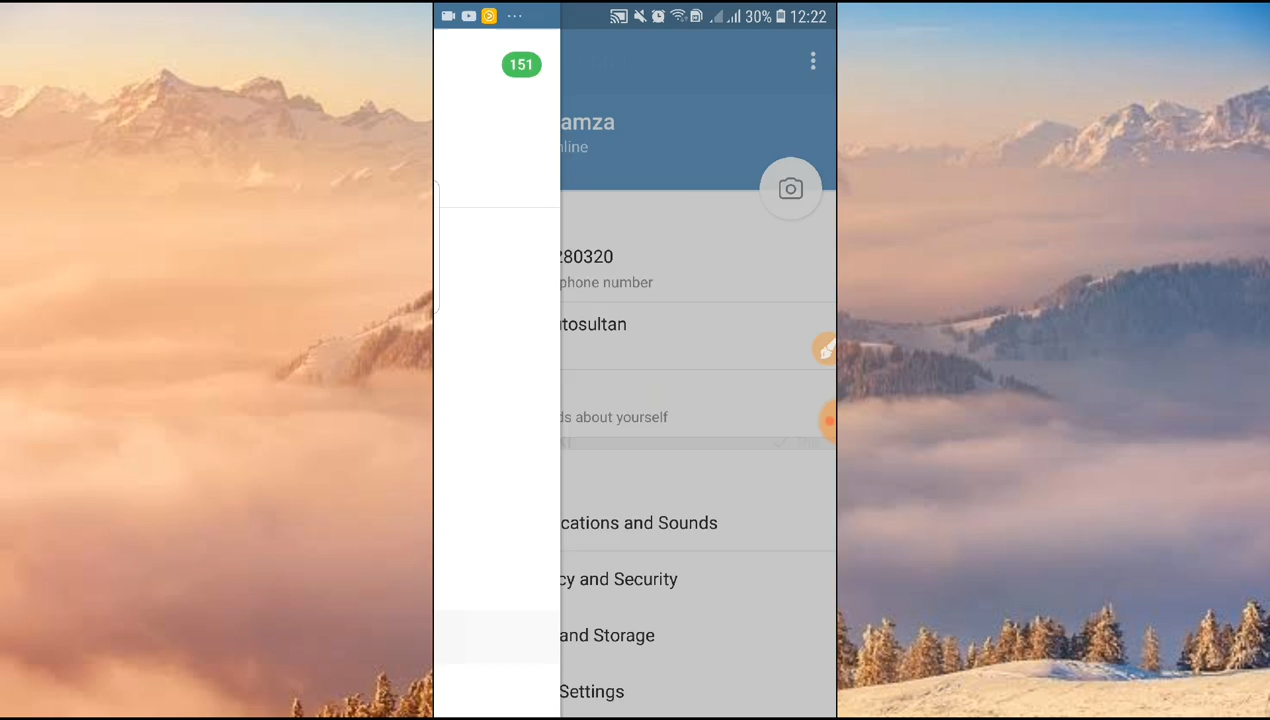 30% 12:22
151
amza
nline
280320
phone number
tosultan
ds about yourself
cations and Sounds
cy and Security
and Storage
Settings